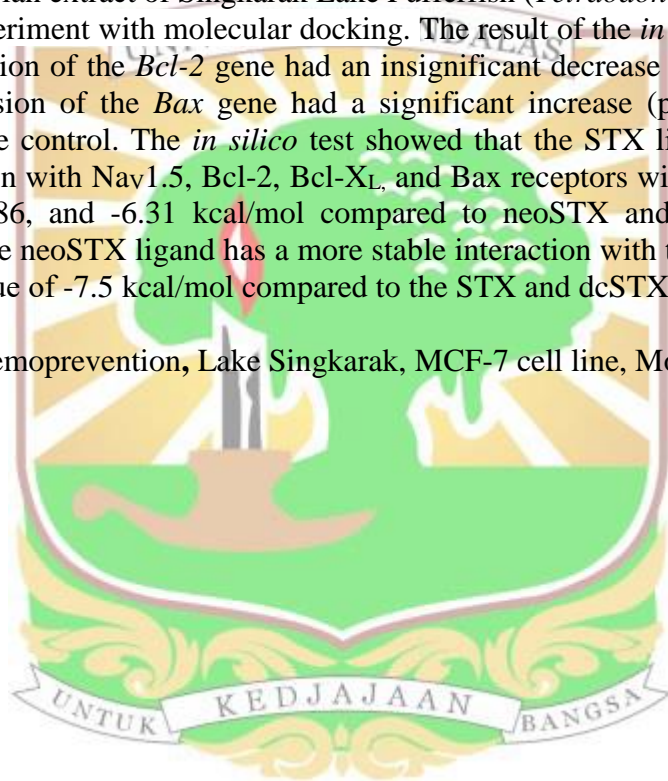 rian extract of Singkarak Lake Pufferfish (Tetraodon
periment with molecular docking. The result of the in
ion of the Bcl-2 gene had an insignificant decrease
sion of the Bax gene had a significant increase (p
e control. The in silico test showed that the STX li
n with Nav1.5, Bcl-2, Bcl-XL, and Bax receptors wi
86, and -6.31 kcal/mol compared to neoSTX and
e neoSTX ligand has a more stable interaction with t
ue of -7.5 kcal/mol compared to the STX and dcSTX
emoprevention, Lake Singkarak, MCF-7 cell line, Mo
UNTUK KEDJAJAAN BANGSA